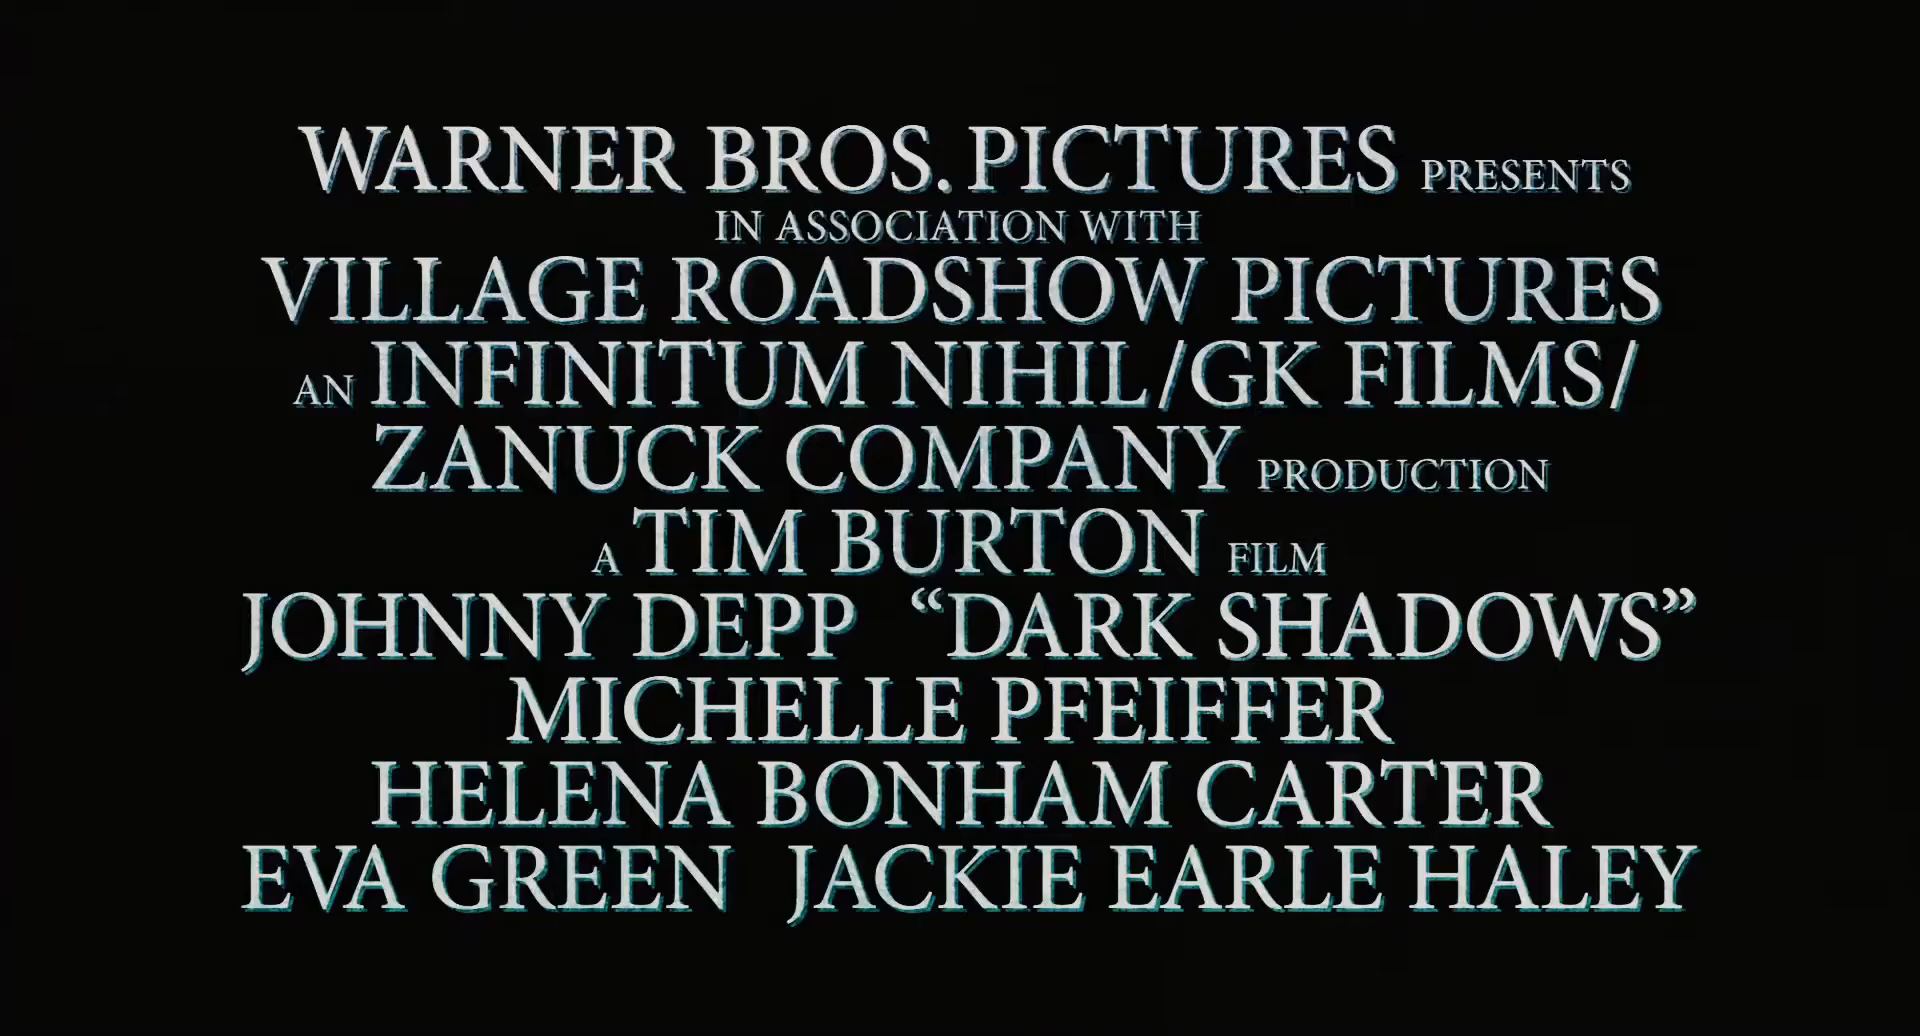 WARNER BROS. PICTURES PRESENTS
IN ASSOCIATION WITH
VILLAGE ROADSHOW PICTURES
AN INFINITUM NIHIL/GK FILMS/
ZANUCK COMPANY PRODUCTION
A TIM BURTON FILM
JOHNNY DEPP “DARK SHADOWS”
MICHELLE PFEIFFER
HELENA BONHAM CARTER
EVA GREEN JACKIE EARLE HALEY